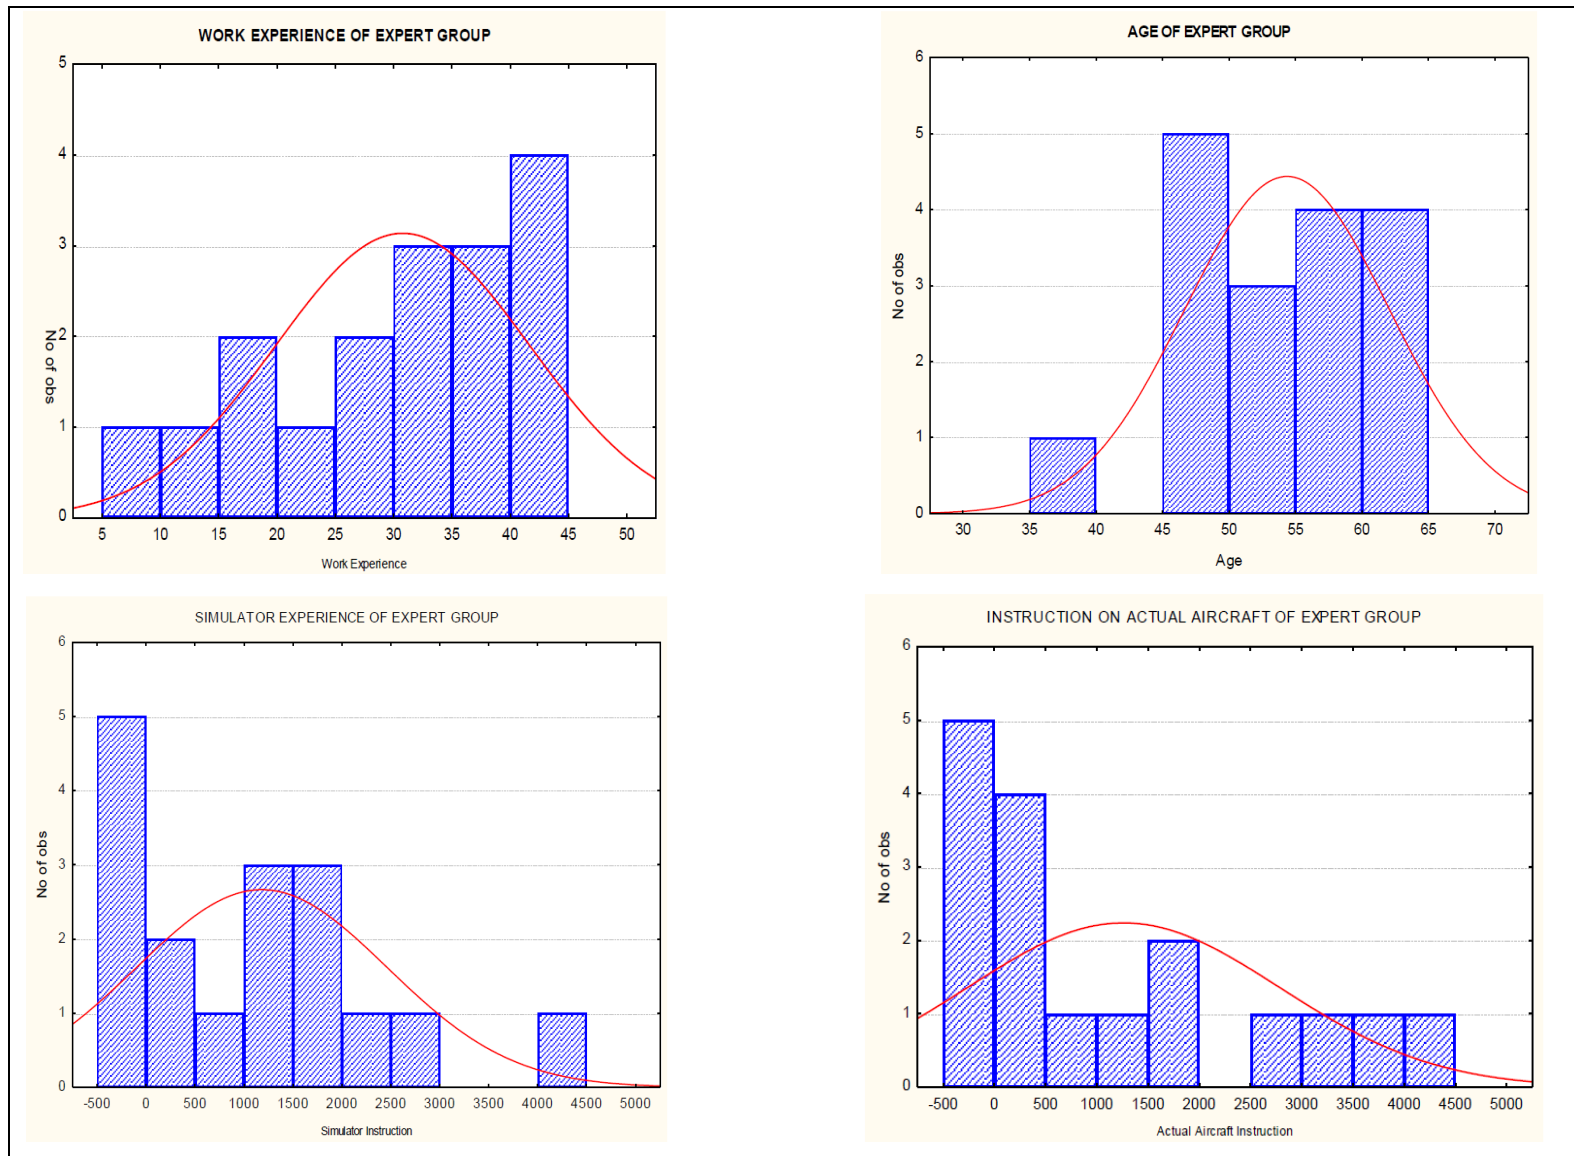 WORK EXPERIENCE OF EXPERT GROUP
5
4
3
2
1
0
No of obs
5 10 15 20 25 30 35 40 45 50
Work Experience
AGE OF EXPERT GROUP
6
5
4
3
2
1
0
No of obs
30 35 40 45 50 55 60 65 70
Age
SIMULATOR EXPERIENCE OF EXPERT GROUP
6
5
4
3
2
1
0
No of obs
-500 0 500 1000 1500 2000 2500 3000 3500 4000 4500 5000
Simulator Instruction
INSTRUCTION ON ACTUAL AIRCRAFT OF EXPERT GROUP
6
5
4
3
2
1
0
No of obs
-500 0 500 1000 1500 2000 2500 3000 3500 4000 4500 5000
Actual Aircraft Instruction